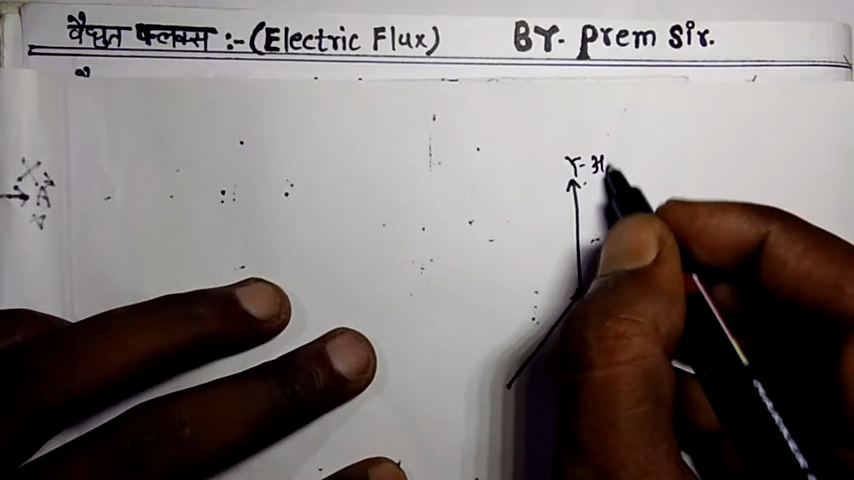 वैद्युत फ्लक्स :- (Electric Flux) BY- Prem Sir.
Y- अ